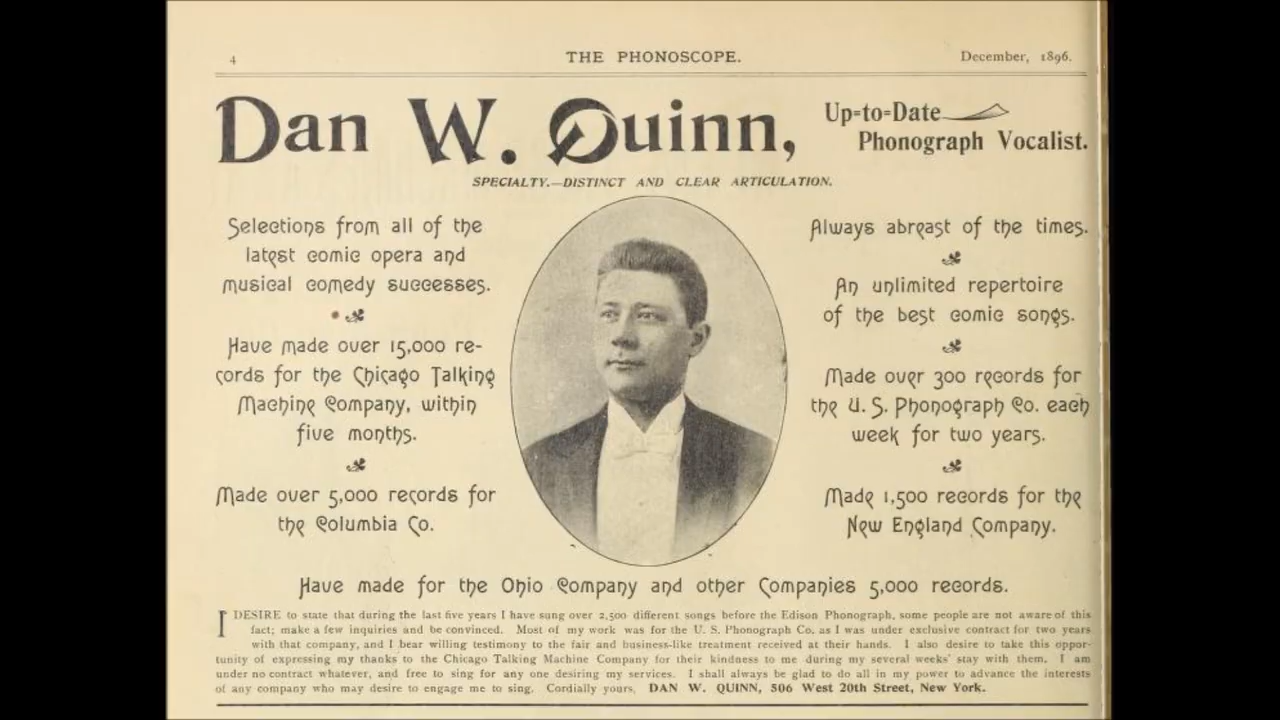 4
THE PHONOSCOPE.
December, 1896.
Dan W. Quinn,
Up=to=Date
Phonograph Vocalist.
SPECIALTY.—DISTINCT AND CLEAR ARTICULATION.
Selections from all of the
latest comic opera and
musical comedy successes.
Have made over 15,000 re-
cords for the Chicago Talking
Machine Company, within
five months.
Made over 5,000 records for
the Columbia Co.
Always abreast of the times.
An unlimited repertoire
of the best comic songs.
Made over 300 records for
the U. S. Phonograph Co. each
week for two years.
Made 1,500 records for the
New England Company.
Have made for the Ohio Company and other Companies 5,000 records.
I DESIRE to state that during the last five years I have sung over 2,500 different songs before the Edison Phonograph, some people are not aware of this
fact; make a few inquiries and be convinced. Most of my work was for the U. S. Phonograph Co. as I was under exclusive contract for two years
with that company, and I bear willing testimony to the fair and business-like treatment received at their hands. I also desire to take this oppor-
tunity of expressing my thanks to the Chicago Talking Machine Company for their kindness to me during my several weeks' stay with them. I am
under no contract whatever, and free to sing for any one desiring my services. I shall always be glad to do all in my power to advance the interests
of any company who may desire to engage me to sing. Cordially yours, DAN W. QUINN, 506 West 20th Street, New York.